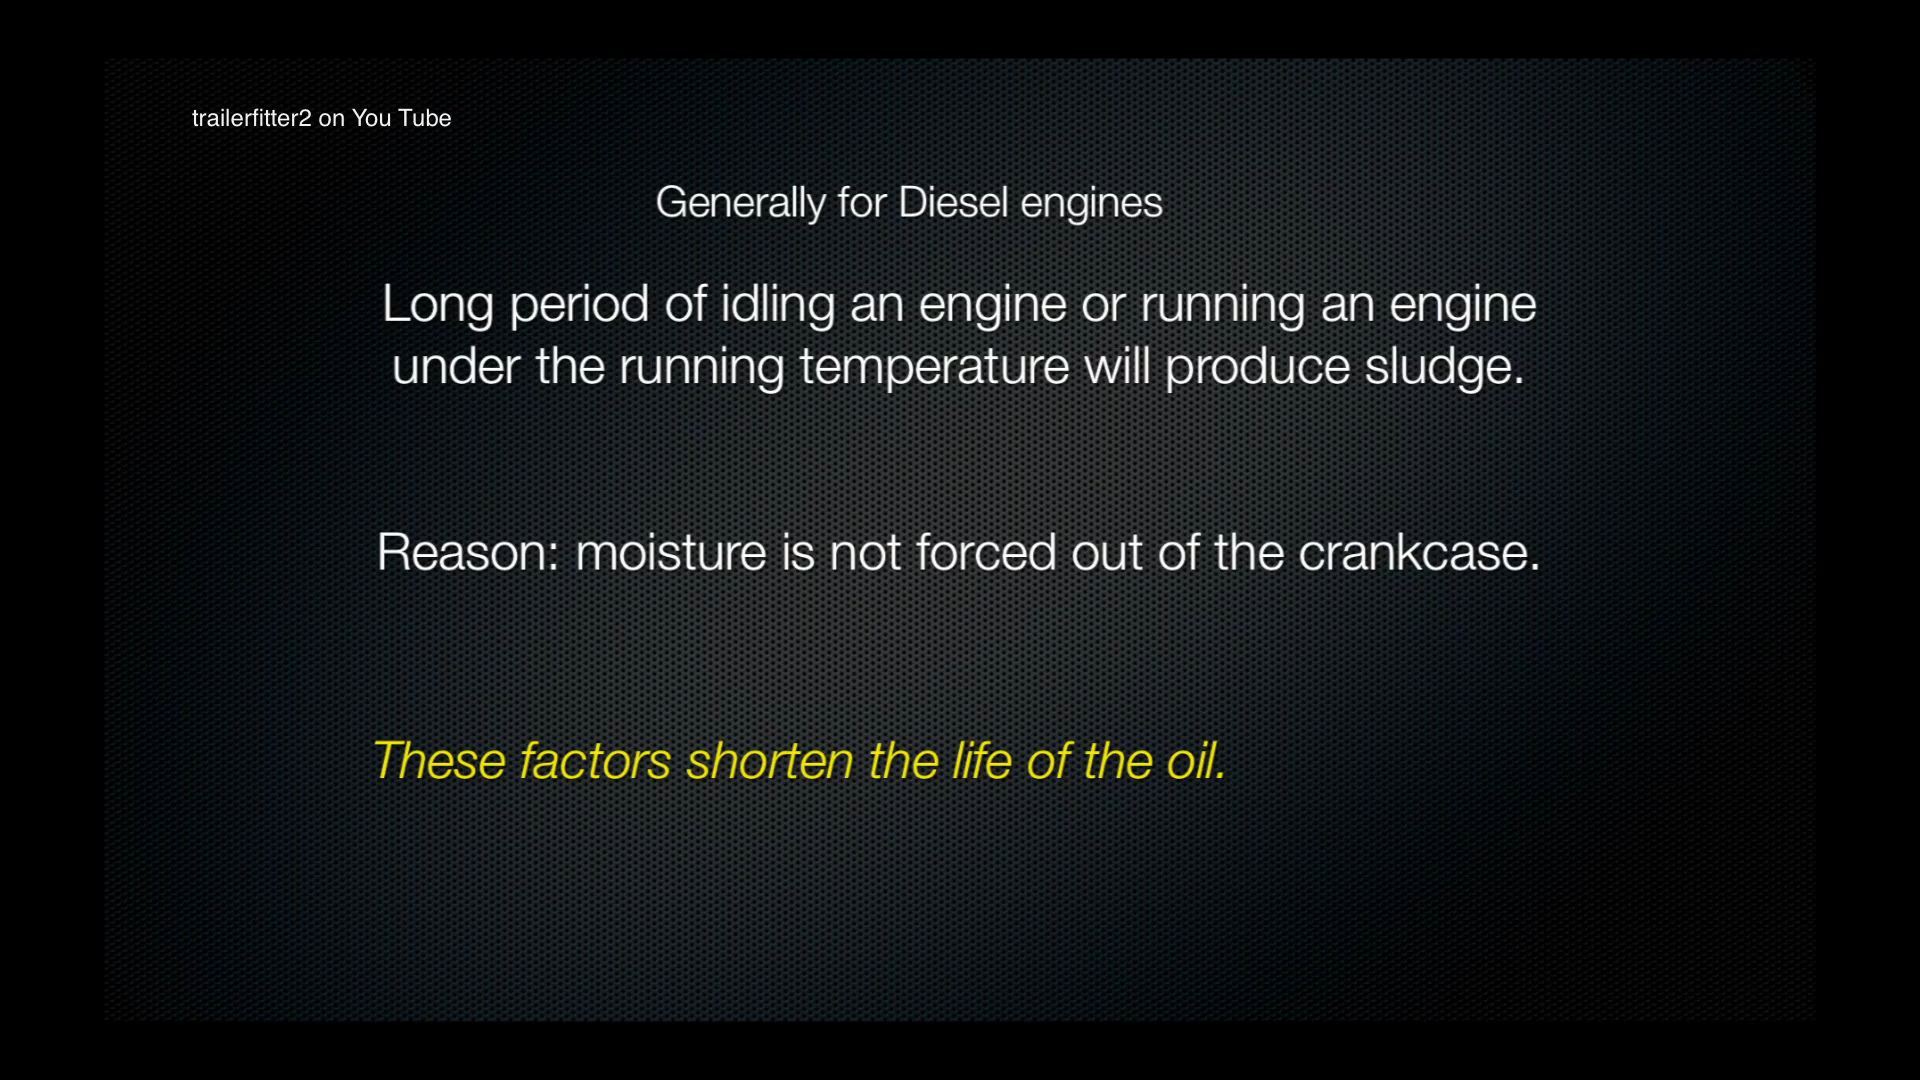 trailerfitter2 on You Tube
Generally for Diesel engines
Long period of idling an engine or running an engine
under the running temperature will produce sludge.
Reason: moisture is not forced out of the crankcase.
These factors shorten the life of the oil.